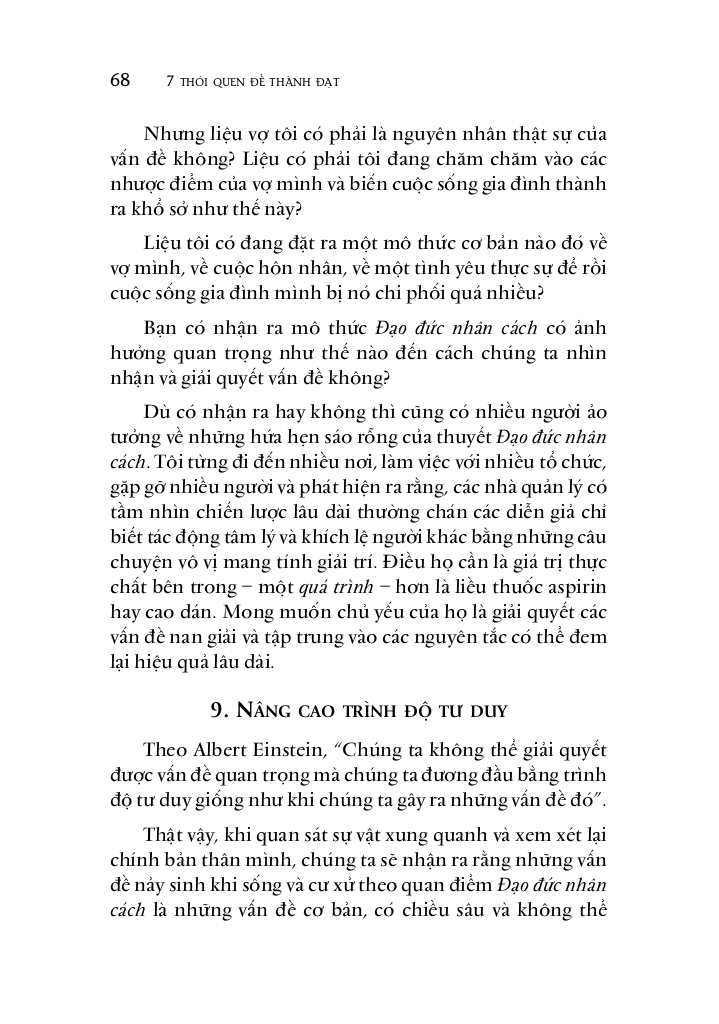 68 7 THÓI QUEN ĐỂ THÀNH ĐẠT
Nhưng liệu vợ tôi có phải là nguyên nhân thật sự của
vấn đề không? Liệu có phải tôi đang chăm chăm vào các
nhược điểm của vợ mình và biến cuộc sống gia đình thành
ra khổ sở như thế này?
Liệu tôi có đang đặt ra một mô thức cơ bản nào đó về
vợ mình, về cuộc hôn nhân, về một tình yêu thực sự để rồi
cuộc sống gia đình mình bị nó chi phối quá nhiều?
Bạn có nhận ra mô thức Đạo đức nhân cách có ảnh
hưởng quan trọng như thế nào đến cách chúng ta nhìn
nhận và giải quyết vấn đề không?
Dù có nhận ra hay không thì cũng có nhiều người ảo
tưởng về những hứa hẹn sáo rỗng của thuyết Đạo đức nhân
cách. Tôi từng đi đến nhiều nơi, làm việc với nhiều tổ chức,
gặp gỡ nhiều người và phát hiện ra rằng, các nhà quản lý có
tầm nhìn chiến lược lâu dài thường chán các diễn giả chỉ
biết tác động tâm lý và khích lệ người khác bằng những câu
chuyện vô vị mang tính giải trí. Điều họ cần là giá trị thực
chất bên trong – một quá trình – hơn là liều thuốc aspirin
hay cao dán. Mong muốn chủ yếu của họ là giải quyết các
vấn đề nan giải và tập trung vào các nguyên tắc có thể đem
lại hiệu quả lâu dài.
9. NÂNG CAO TRÌNH ĐỘ TƯ DUY
Theo Albert Einstein, “Chúng ta không thể giải quyết
được vấn đề quan trọng mà chúng ta đương đầu bằng trình
độ tư duy giống như khi chúng ta gây ra những vấn đề đó”.
Thật vậy, khi quan sát sự vật xung quanh và xem xét lại
chính bản thân mình, chúng ta sẽ nhận ra rằng những vấn
đề nảy sinh khi sống và cư xử theo quan điểm Đạo đức nhân
cách là những vấn đề cơ bản, có chiều sâu và không thể